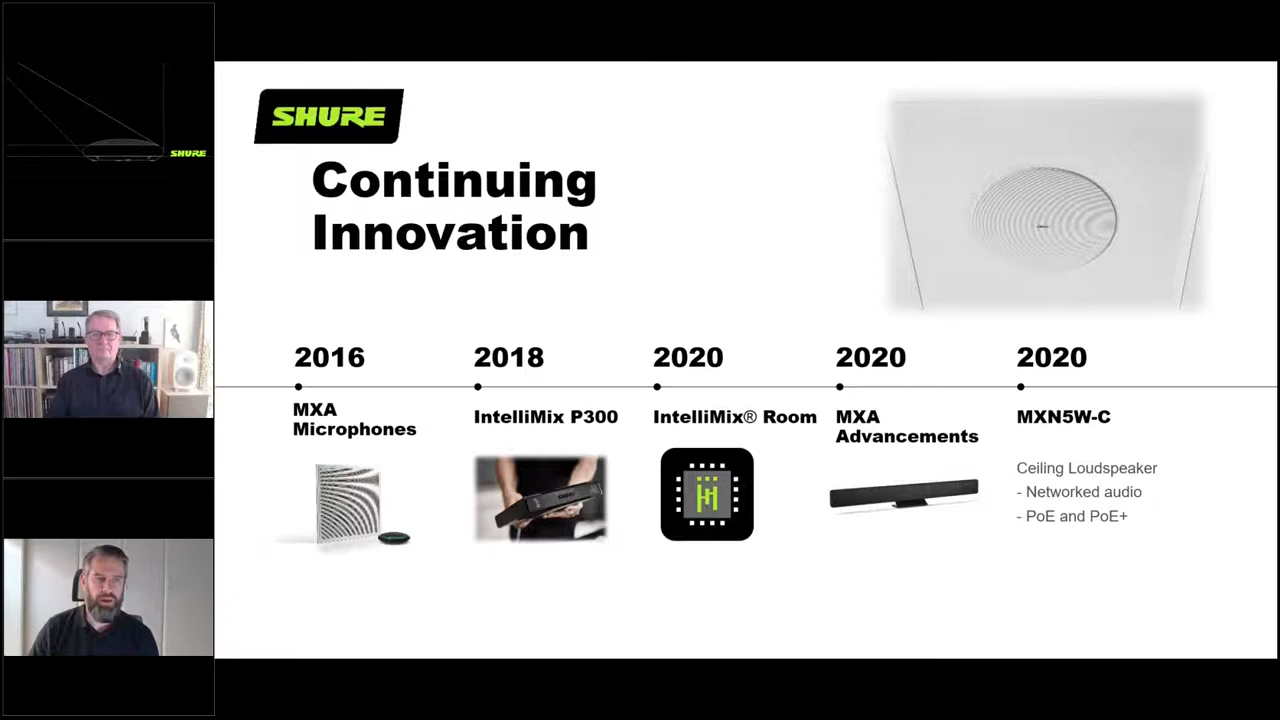 SHURE
SHURE
Continuing
Innovation
2016
2018
2020
2020
2020
MXA
Microphones
IntelliMix P300
IntelliMix® Room
MXA
Advancements
MXN5W-C
SHURE
Ceiling Loudspeaker
- Networked audio
- PoE and PoE+